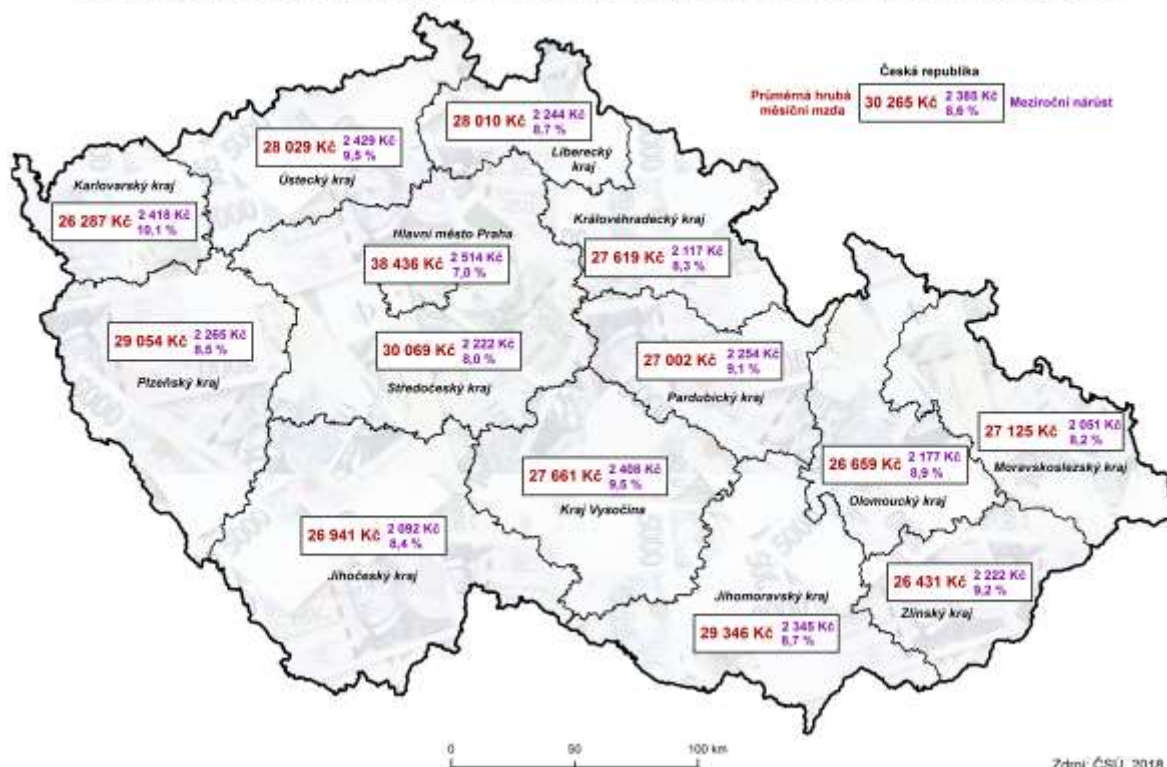 Česká republika
Průměrná hrubá
měsíční mzda
30 265 Kč
2 385 Kč
8,6 %
Meziroční nárůst
28 010 Kč
2 244 Kč
8,7 %
Liberecký
kraj
28 029 Kč
2 429 Kč
9,5 %
Ústecký kraj
Karlovarský kraj
26 287 Kč
2 418 Kč
10,1 %
Královéhradecký kraj
27 619 Kč
2 117 Kč
8,3 %
Hlavní město Praha
38 436 Kč
2 514 Kč
7,0 %
29 054 Kč
2 265 Kč
8,5 %
Plzeňský kraj
30 069 Kč
2 222 Kč
8,0 %
Středočeský kraj
27 002 Kč
2 254 Kč
9,1 %
Pardubický kraj
27 125 Kč
2 051 Kč
8,2 %
Moravskoslezský kraj
26 659 Kč
2 177 Kč
8,9 %
Olomoucký kraj
27 661 Kč
2 408 Kč
9,5 %
Kraj Vysočina
26 941 Kč
2 092 Kč
8,4 %
Jihočeský kraj
26 431 Kč
2 222 Kč
9,2 %
Zlínský kraj
Jihomoravský kraj
29 346 Kč
2 345 Kč
8,7 %
0 50 100 km
Zdroj: ČSÚ, 2018